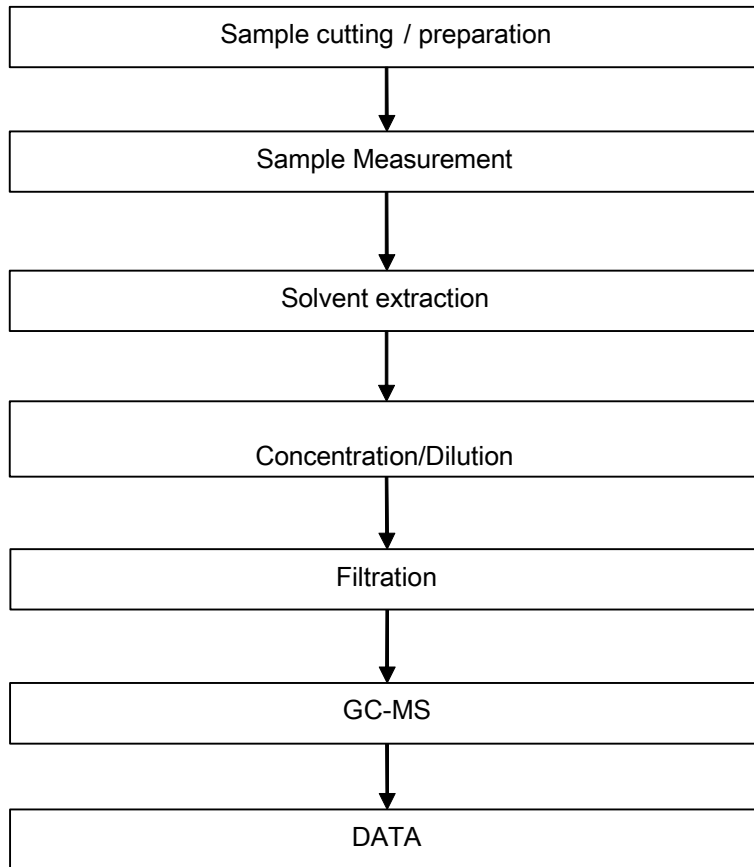 Sample cutting / preparation
Sample Measurement
Solvent extraction
Concentration/Dilution
Filtration
GC-MS
DATA